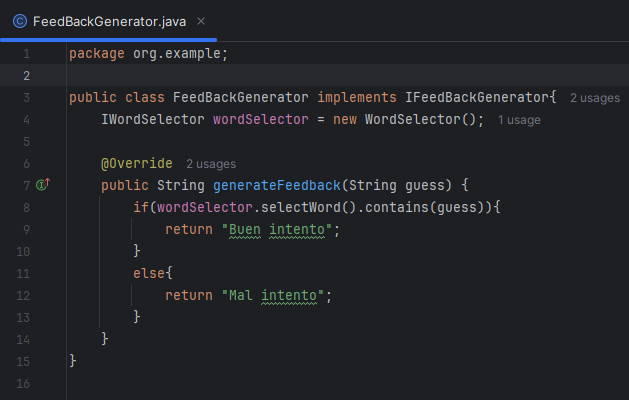 FeedBackGenerator.java
1 package org.example;
2
3 public class FeedBackGenerator implements IFeedBackGenerator{ 2 usages
4 IWordSelector wordSelector = new WordSelector(); 1 usage
5
6 @Override 2 usages
7 public String generateFeedback(String guess) {
8 if(wordSelector.selectWord().contains(guess)){
9 return "Buen intento";
10 }
11 else{
12 return "Mal intento";
13 }
14 }
15 }
16